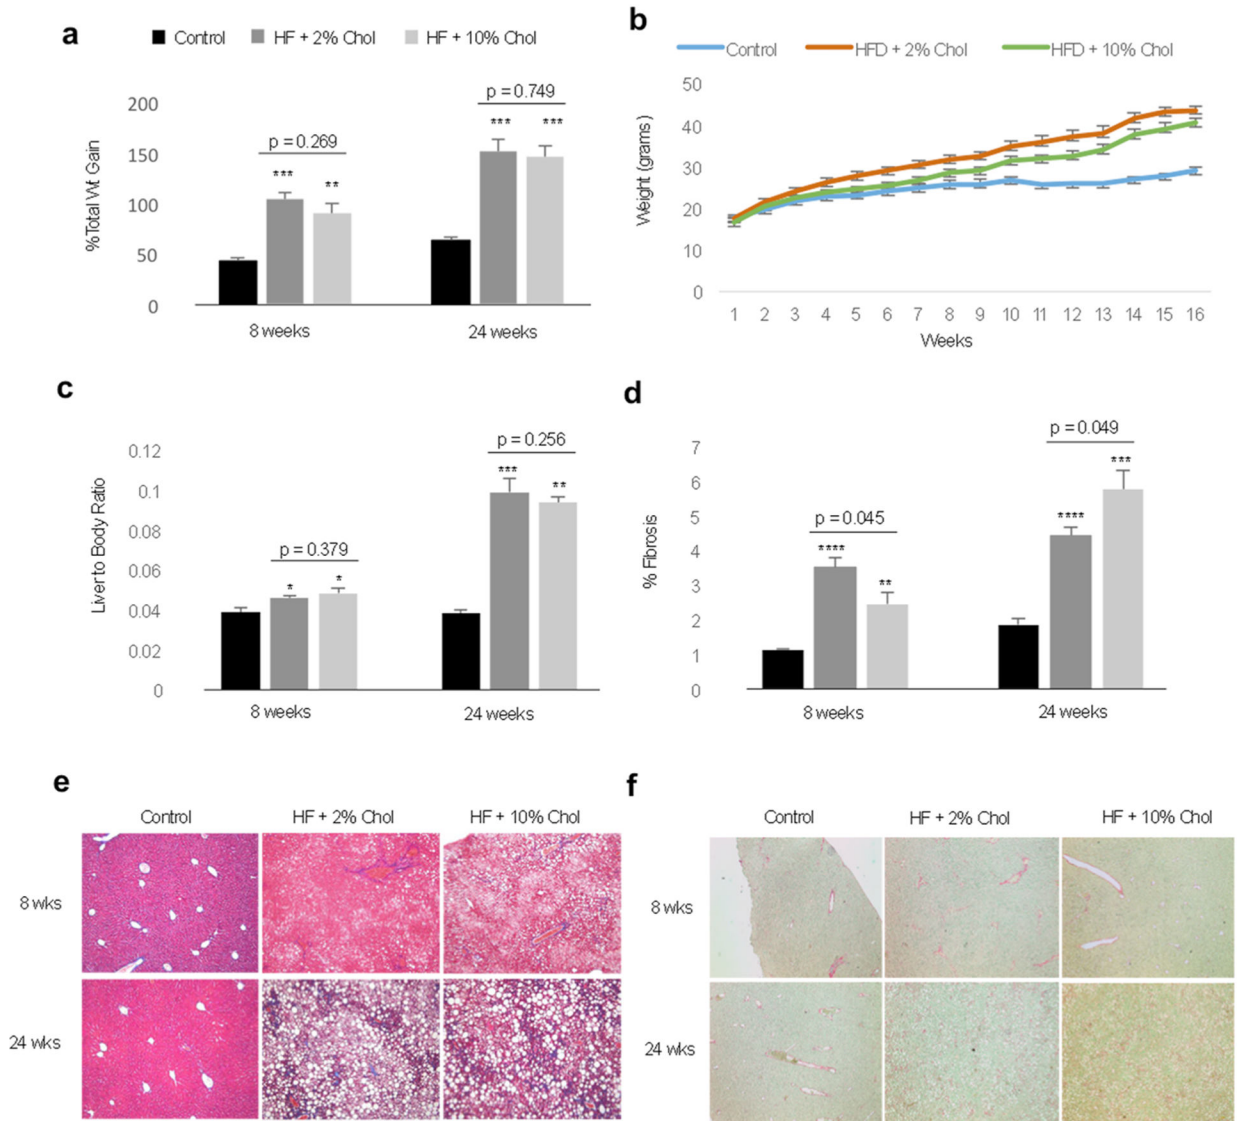 a
Control HF + 2% Chol HF + 10% Chol
%Total Wt Gain
200
150
100
50
0
p = 0.269
***
**
p = 0.749
***
***
8 weeks
24 weeks
b
Control HFD + 2% Chol HFD + 10% Chol
Weight (grams)
50
40
30
20
10
0
1 2 3 4 5 6 7 8 9 10 11 12 13 14 15 16
Weeks
c
Liver to Body Ratio
0.12
0.1
0.08
0.06
0.04
0.02
0
p = 0.379
*
*
p = 0.256
***
**
8 weeks
24 weeks
d
% Fibrosis
7
6
5
4
3
2
1
0
p = 0.045
****
**
p = 0.049
****
***
8 weeks
24 weeks
e
Control HF + 2% Chol HF + 10% Chol
8 wks
24 wks
f
Control HF + 2% Chol HF + 10% Chol
8 wks
24 wks